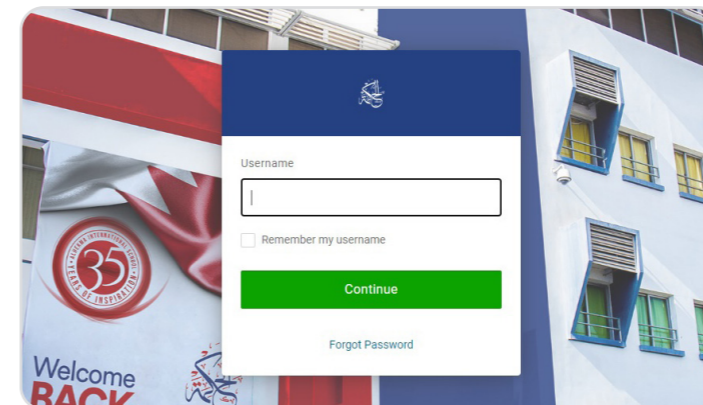 Username
Remember my username
Continue
Forgot Password
35
YEARS OF INSPIRATION
Welcome
BACK